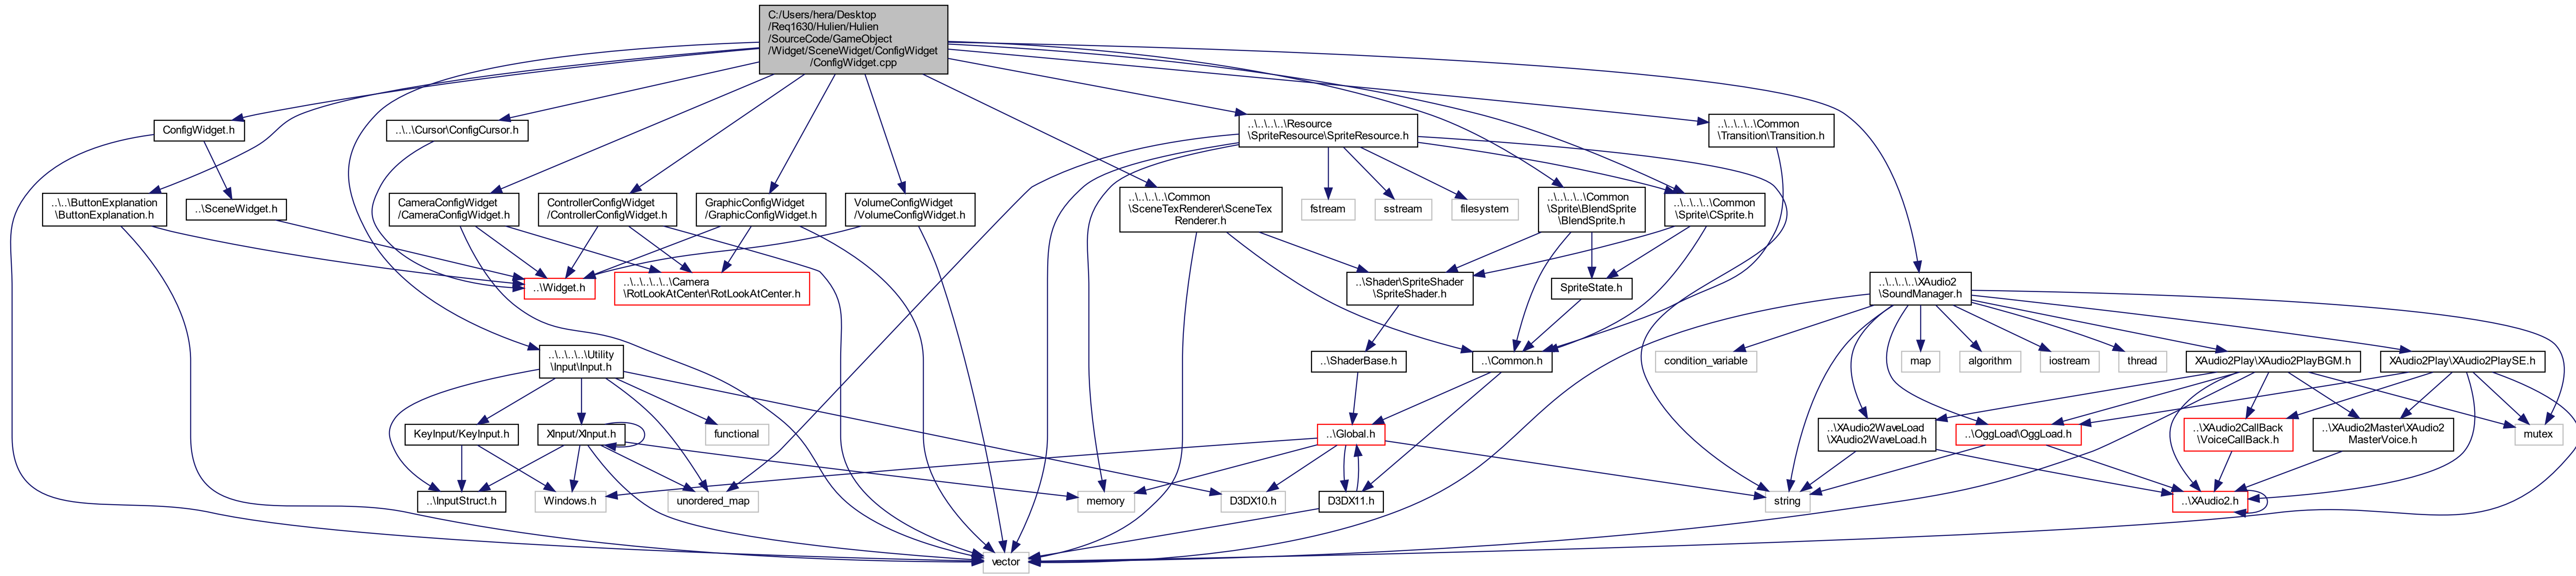 C:/Users/hera/Desktop
/Req1630/Hulien/Hulien
/SourceCode/GameObject
/Widget/SceneWidget/ConfigWidget
/ConfigWidget.cpp
ConfigWidget.h
..\..\Cursor\ConfigCursor.h
..\..\..\..\Resource
\SpriteResource\SpriteResource.h
..\..\..\..\Common
\Transition\Transition.h
..\..\ButtonExplanation
\ButtonExplanation.h
..\SceneWidget.h
CameraConfigWidget
/CameraConfigWidget.h
ControllerConfigWidget
/ControllerConfigWidget.h
GraphicConfigWidget
/GraphicConfigWidget.h
VolumeConfigWidget
/VolumeConfigWidget.h
..\..\..\..\Common
\SceneTexRenderer\SceneTex
Renderer.h
fstream
sstream
filesystem
..\..\..\..\Common
\Sprite\BlendSprite
\BlendSprite.h
..\..\..\..\Common
\Sprite\CSprite.h
..\Widget.h
..\..\..\..\..\Camera
\RotLookAtCenter\RotLookAtCenter.h
..\Shader\SpriteShader
\SpriteShader.h
SpriteState.h
..\..\..\..\XAudio2
\SoundManager.h
..\..\..\..\Utility
\Input\Input.h
..\ShaderBase.h
..\Common.h
condition_variable
map
algorithm
iostream
thread
XAudio2Play\XAudio2PlayBGM.h
XAudio2Play\XAudio2PlaySE.h
KeyInput/KeyInput.h
XInput/XInput.h
functional
..\Global.h
..\XAudio2WaveLoad
\XAudio2WaveLoad.h
..\OggLoad\OggLoad.h
..\XAudio2CallBack
\VoiceCallBack.h
..\XAudio2Master\XAudio2
MasterVoice.h
mutex
..\InputStruct.h
Windows.h
unordered_map
memory
D3DX10.h
D3DX11.h
string
..\XAudio2.h
vector